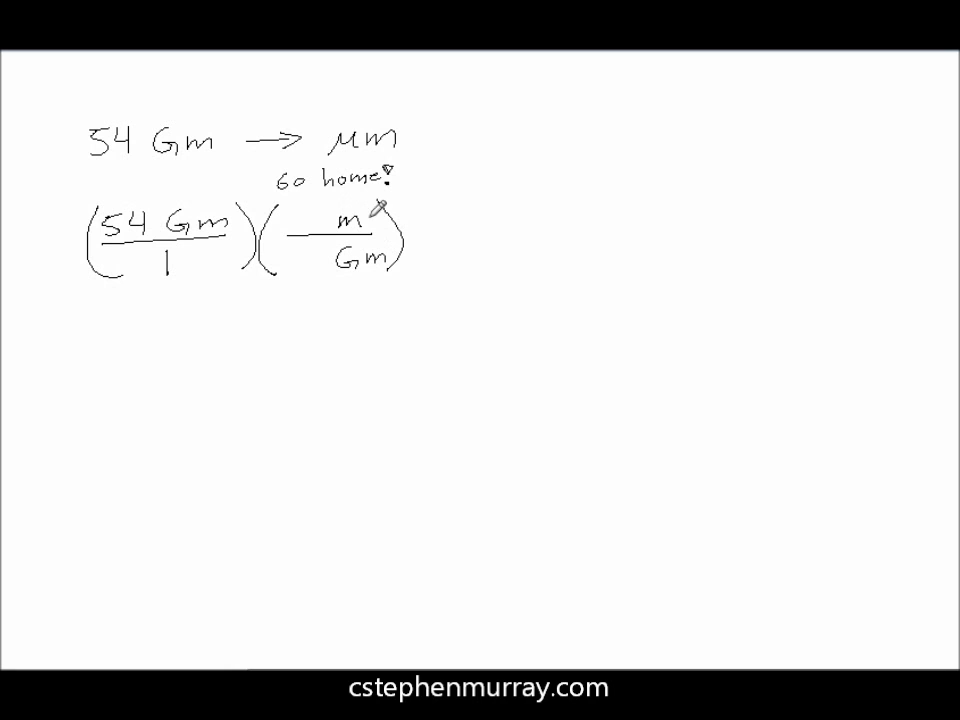 54 Gm → μm
Go home!
(54 Gm / 1)(m / Gm)
cstephenmurray.com